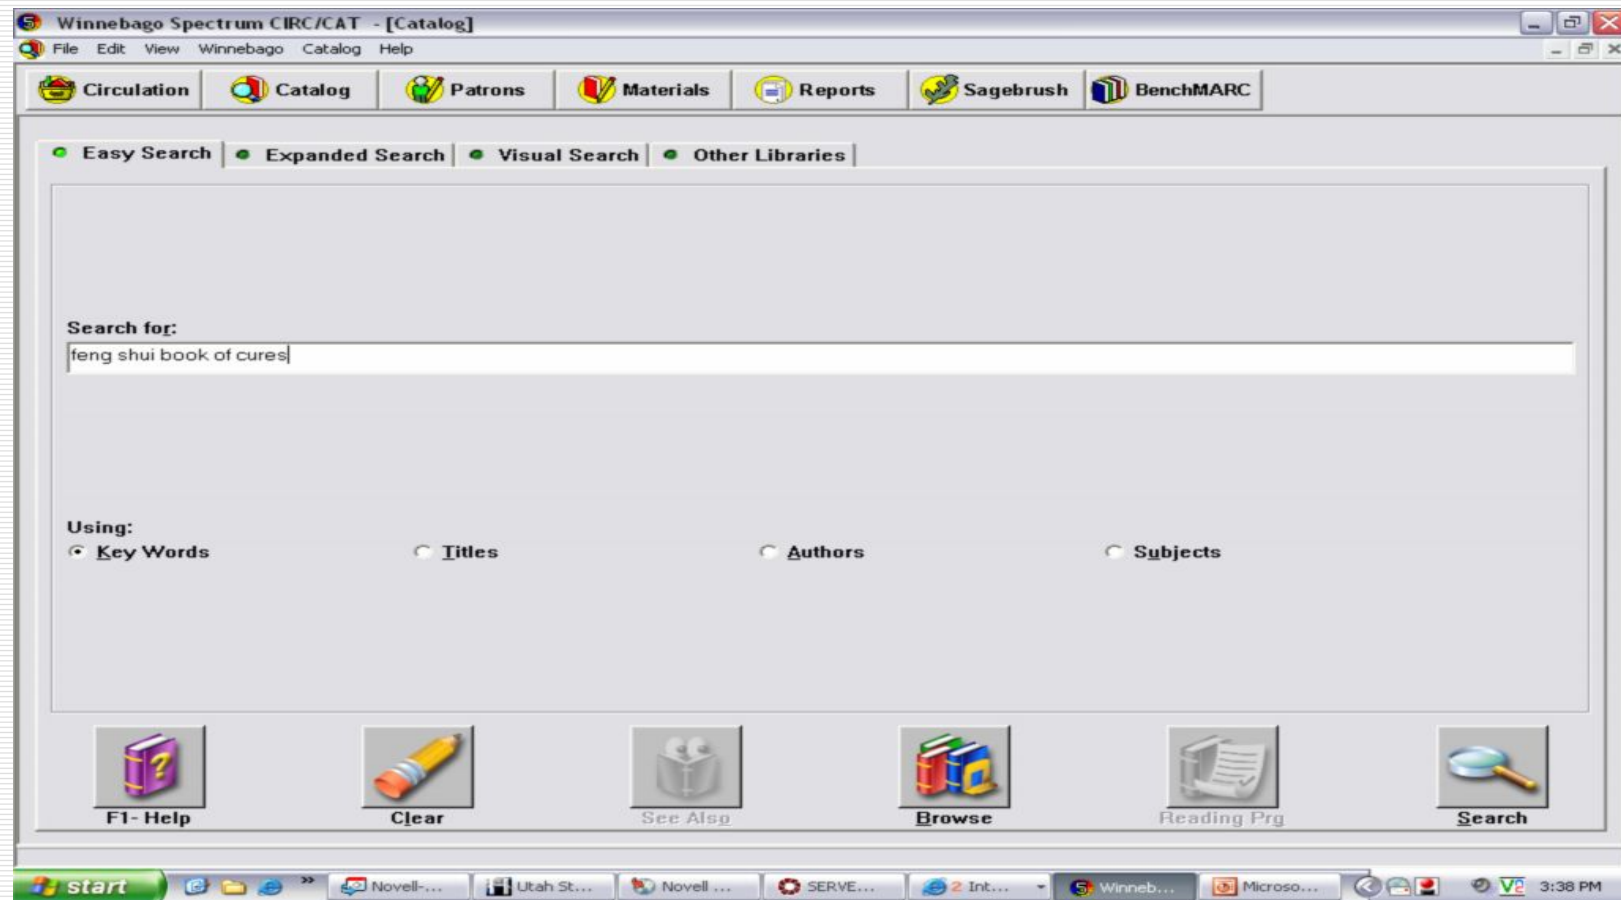 Winnebago Spectrum CIRC/CAT - [Catalog]
File Edit View Winnebago Catalog Help
Circulation Catalog Patrons Materials Reports Sagebrush BenchMARC
Easy Search Expanded Search Visual Search Other Libraries
Search for:
feng shui book of cures
Using:
Key Words Titles Authors Subjects
F1- Help Clear See Also Browse Reading Prg Search
start » Novell-... Utah St... Novell ... SERVE... 2 Int... Winneb... Microso... V2 3:38 PM